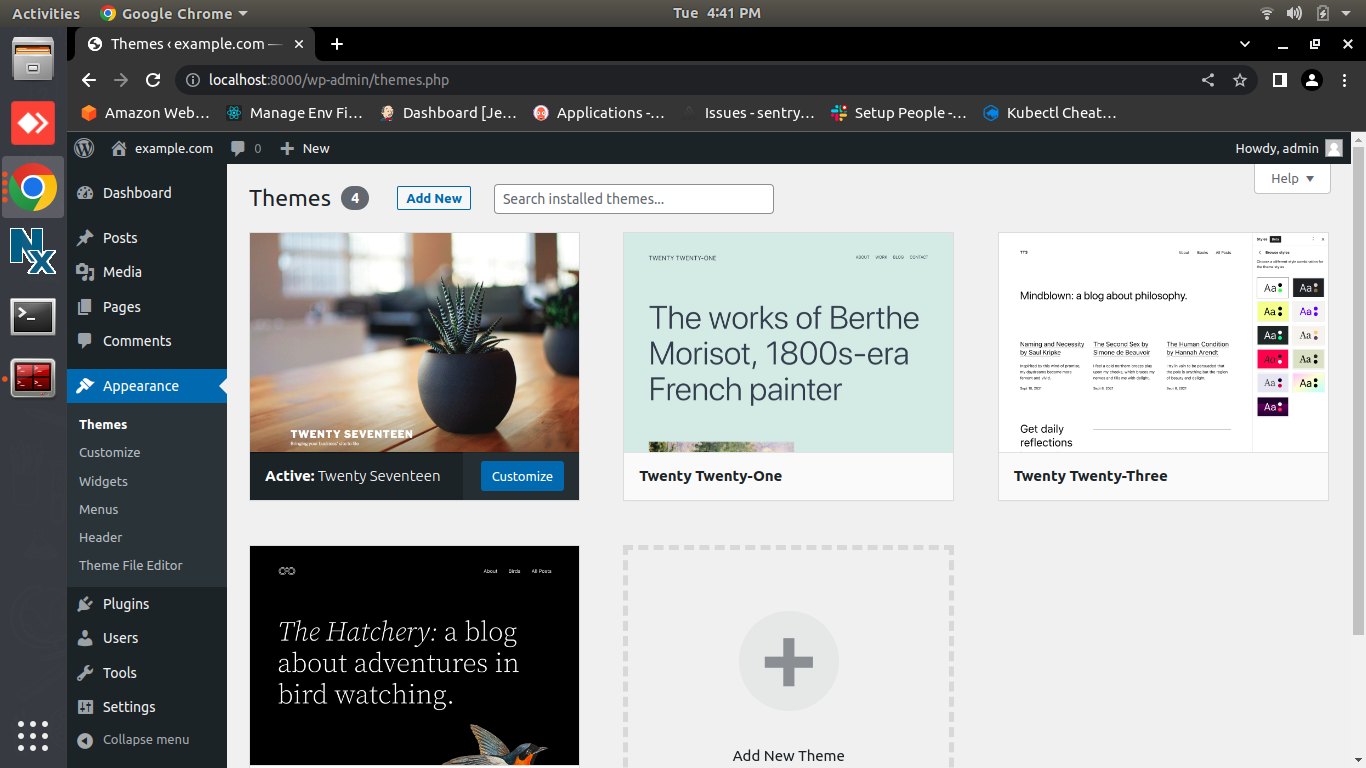 Activities Google Chrome Tue 4:41 PM
Themes ‹ example.com —
localhost:8000/wp-admin/themes.php
Amazon Web… Manage Env Fi… Dashboard [Je… Applications -… Issues - sentry… Setup People -… Kubectl Cheat…
example.com 0 New Howdy, admin
Help
Dashboard
Posts
Media
Pages
Comments
Appearance
Themes
Customize
Widgets
Menus
Header
Theme File Editor
Plugins
Users
Tools
Settings
Collapse menu
Themes 4 Add New Search installed themes...
TWENTY SEVENTEEN
Bringing your business' site to life
Active: Twenty Seventeen Customize
TWENTY TWENTY-ONE ABOUT WORK BLOG CONTACT
The works of Berthe
Morisot, 1800s-era
French painter
Twenty Twenty-One
TT3 About Books All Posts
Mindblown: a blog about philosophy.
Naming and Necessity
by Saul Kripke
The Second Sex by
Simone de Beauvoir
The Human Condition
by Hannah Arendt
Get daily
reflections
Styles Beta
Browse styles
Aa Aa
Aa Aa
Aa Aa
Aa Aa
Aa Aa
Aa
Twenty Twenty-Three
About Birds All Posts
The Hatchery: a blog
about adventures in
bird watching.
Add New Theme